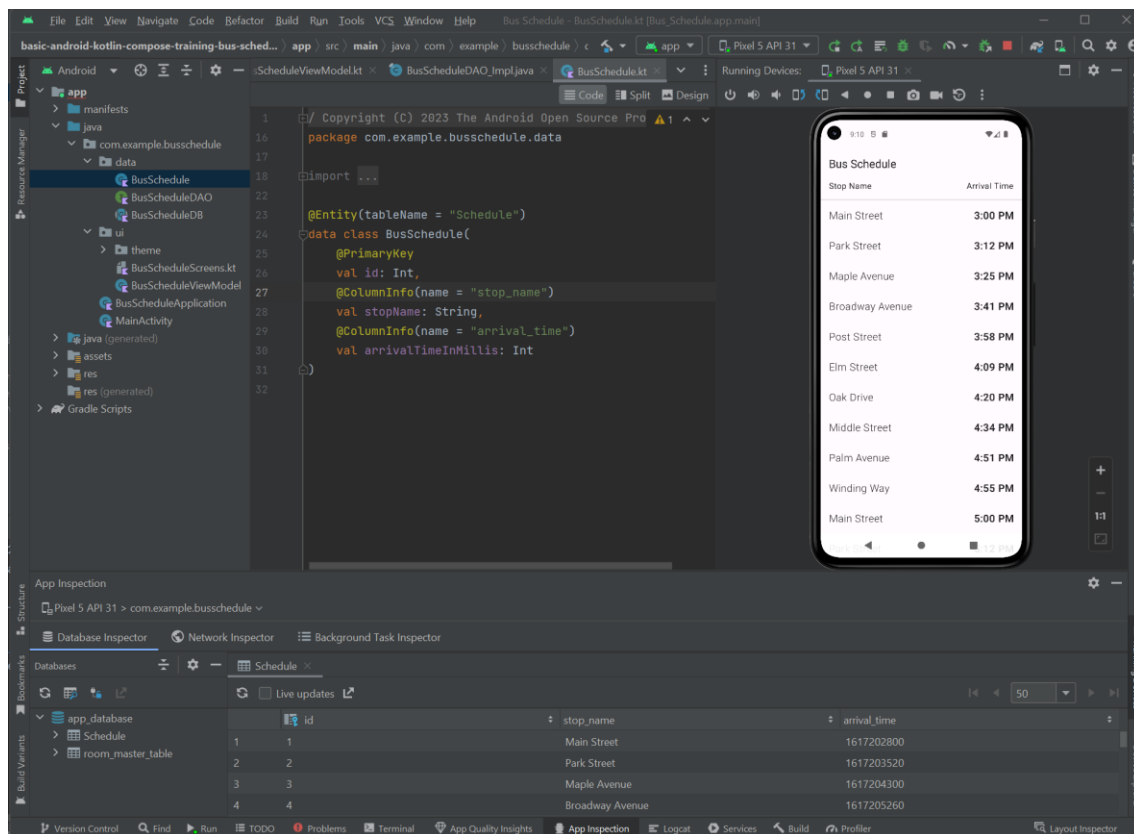 File Edit View Navigate Code Refactor Build Run Tools VCS Window Help Bus Schedule - BusSchedule.kt [Bus_Schedule.app.main]
basic-android-kotlin-compose-training-bus-sched... app src main java com example busschedule app Pixel 5 API 31
Project
Resource Manager
Android
app
manifests
java
com.example.busschedule
data
BusSchedule
BusScheduleDAO
BusScheduleDB
ui
theme
BusScheduleScreens.kt
BusScheduleViewModel
BusScheduleApplication
MainActivity
java (generated)
assets
res
res (generated)
Gradle Scripts
sScheduleViewModel.kt BusScheduleDAO_Impl.java BusSchedule.kt
Code Split Design
1 / Copyright (C) 2023 The Android Open Source Pro 1
16 package com.example.busschedule.data
17
18 import ...
22
23 @Entity(tableName = "Schedule")
24 data class BusSchedule(
25 @PrimaryKey
26 val id: Int,
27 @ColumnInfo(name = "stop_name")
28 val stopName: String,
29 @ColumnInfo(name = "arrival_time")
30 val arrivalTimeInMillis: Int
31 )
32
Running Devices: Pixel 5 API 31
9:10
Bus Schedule
Stop Name Arrival Time
Main Street 3:00 PM
Park Street 3:12 PM
Maple Avenue 3:25 PM
Broadway Avenue 3:41 PM
Post Street 3:58 PM
Elm Street 4:09 PM
Oak Drive 4:20 PM
Middle Street 4:34 PM
Palm Avenue 4:51 PM
Winding Way 4:55 PM
Main Street 5:00 PM
1:1
Structure
Bookmarks
Build Variants
App Inspection
Pixel 5 API 31 > com.example.busschedule
Database Inspector Network Inspector Background Task Inspector
Databases
app_database
Schedule
room_master_table
Schedule
Live updates 50
id stop_name arrival_time
1 1 Main Street 1617202800
2 2 Park Street 1617203520
3 3 Maple Avenue 1617204300
4 4 Broadway Avenue 1617205260
Version Control Find Run TODO Problems Terminal App Quality Insights App Inspection Logcat Services Build Profiler Layout Inspector